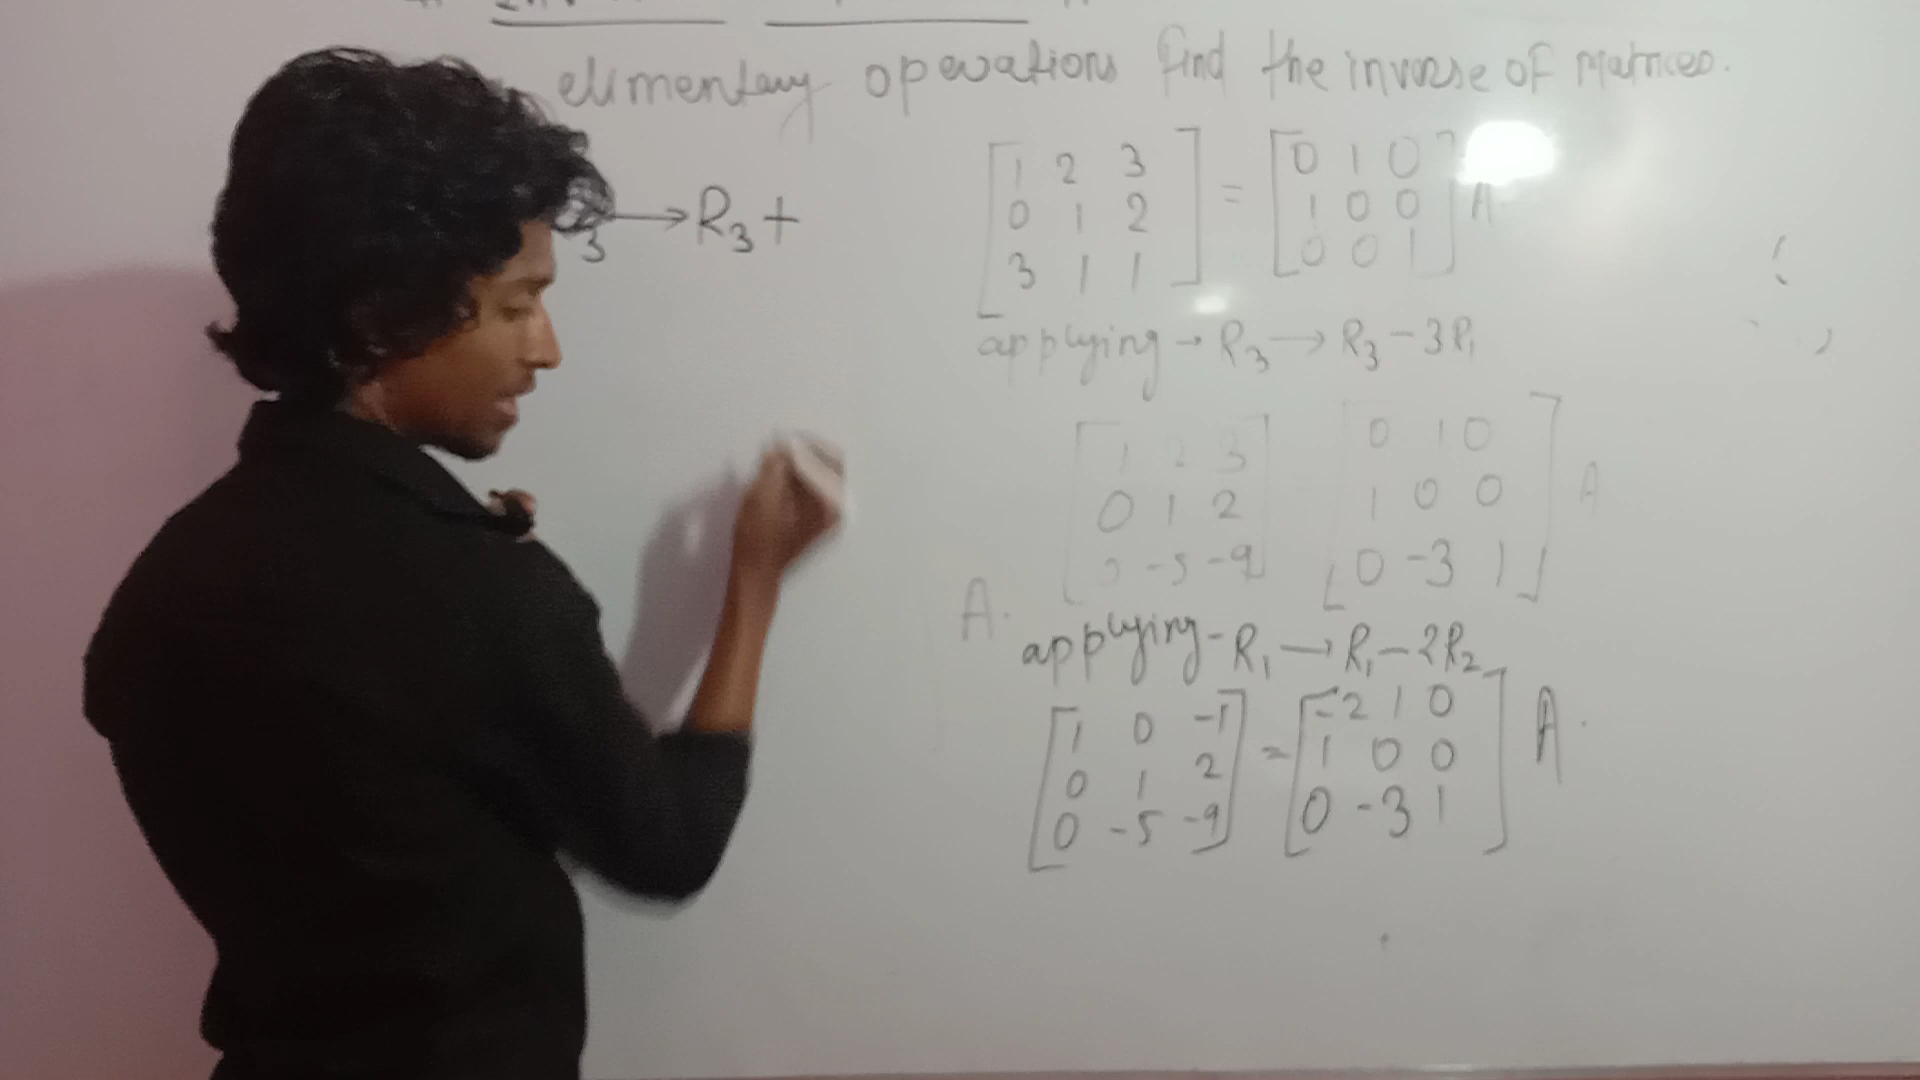 elimentary operations find the inverse of matrices.
3 → R3 +
[1 2 3] = [0 1 0]
[0 1 2] [1 0 0] A
[3 1 1] [0 0 1]
applying → R3 → R3 - 3R1
[1 2 3] [0 1 0]
[0 1 2] [1 0 0] A
-5 -9] [0 -3 1]
A.
applying - R1 → R1 - 2R2
[1 0 -1] = [-2 1 0]
[0 1 2] [1 0 0] A.
[0 -5 -9] [0 -3 1]